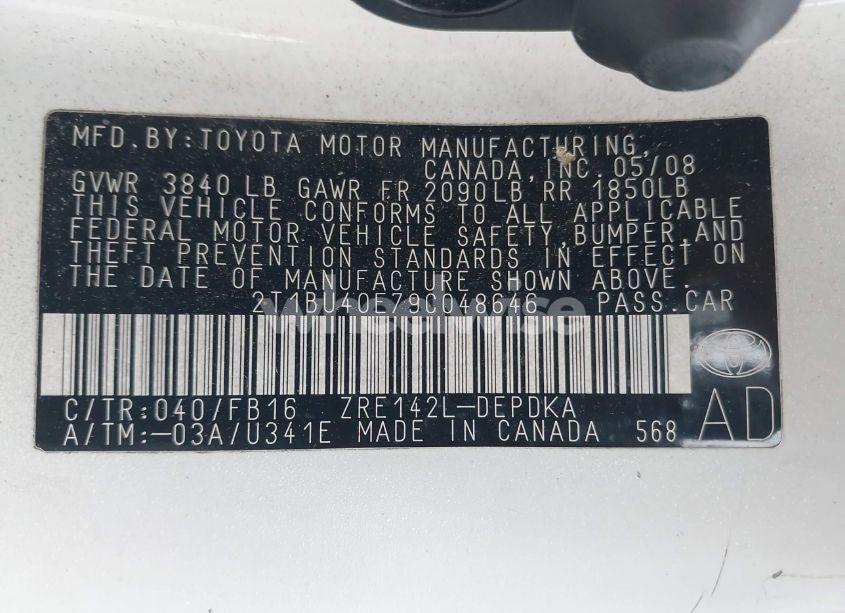 MFD.BY:TOYOTA MOTOR MANUFACTURING,
CANADA,INC. 05/08
GVWR 3840 LB GAWR FR 2090LB RR 1850LB
THIS VEHICLE CONFORMS TO ALL APPLICABLE
FEDERAL MOTOR VEHICLE SAFETY,BUMPER,AND
THEFT PREVENTION STANDARDS IN EFFECT ON
THE DATE OF MANUFACTURE SHOWN ABOVE.
PASS.CAR
wheelwise
C/TR:040/FB16 ZRE142L-DEPDKA
A/TM:-03A/U341E MADE IN CANADA 568
AD